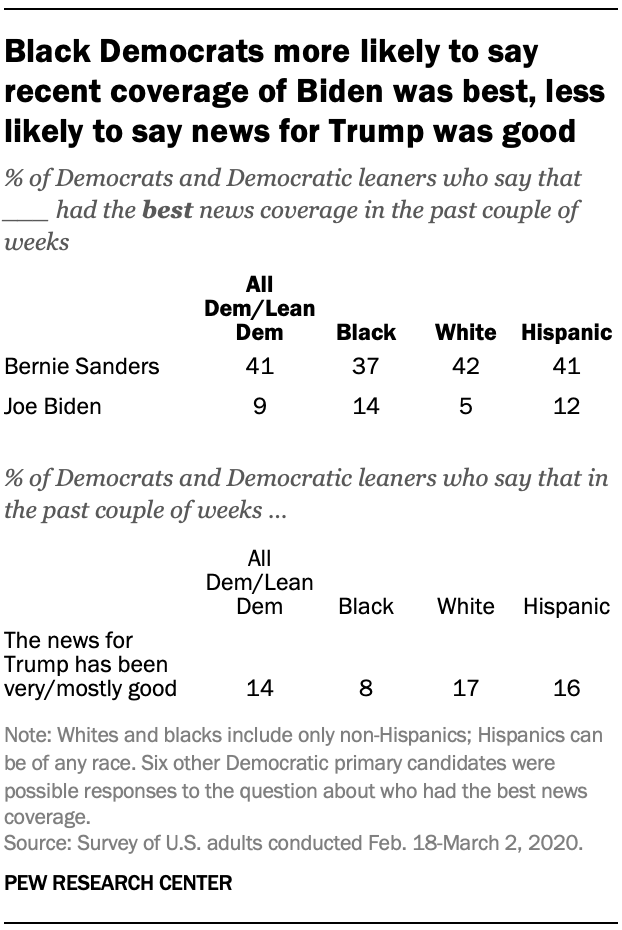 Black Democrats more likely to say
recent coverage of Biden was best, less
likely to say news for Trump was good
% of Democrats and Democratic leaners who say that
___ had the best news coverage in the past couple of
weeks
All
Dem/Lean
Dem Black White Hispanic
Bernie Sanders 41 37 42 41
Joe Biden 9 14 5 12
% of Democrats and Democratic leaners who say that in
the past couple of weeks ...
All
Dem/Lean
Dem Black White Hispanic
The news for
Trump has been
very/mostly good 14 8 17 16
Note: Whites and blacks include only non-Hispanics; Hispanics can
be of any race. Six other Democratic primary candidates were
possible responses to the question about who had the best news
coverage.
Source: Survey of U.S. adults conducted Feb. 18-March 2, 2020.
PEW RESEARCH CENTER